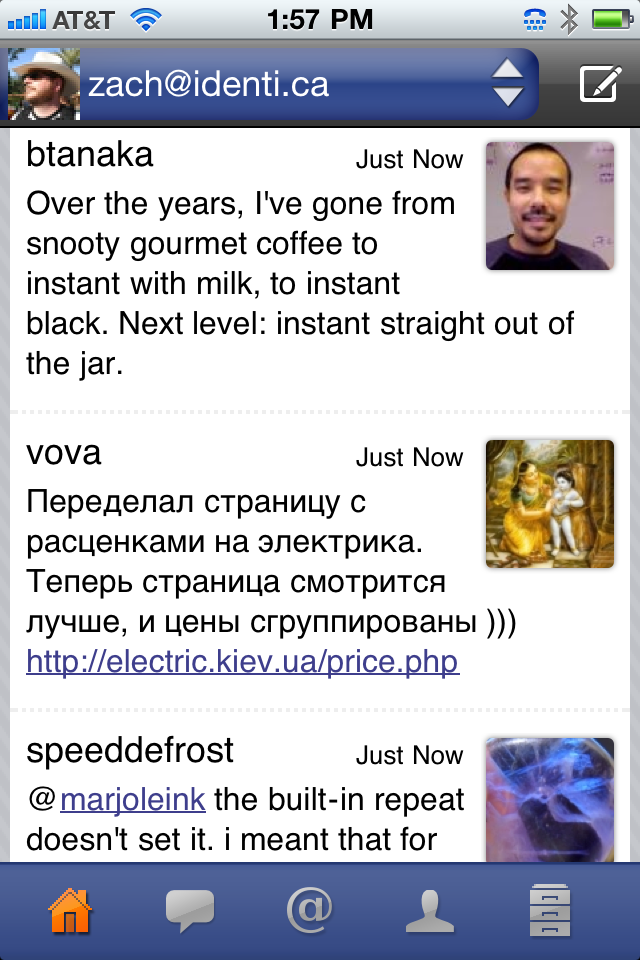 AT&T 1:57 PM
zach@identi.ca
btanaka Just Now
Over the years, I've gone from
snooty gourmet coffee to
instant with milk, to instant
black. Next level: instant straight out of
the jar.
vova Just Now
Переделал страницу с
расценками на электрика.
Теперь страница смотрится
лучше, и цены сгруппированы )))
http://electric.kiev.ua/price.php
speeddefrost Just Now
@marjoleink the built-in repeat
doesn't set it. i meant that for
@